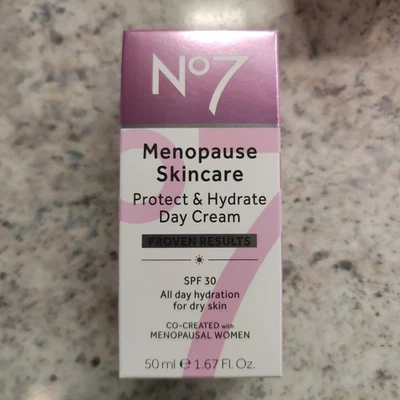 No7
Menopause
Skincare
Protect & Hydrate
Day Cream
PROVEN RESULTS
SPF 30
All day hydration
for dry skin
CO-CREATED with
MENOPAUSAL WOMEN
50 ml e 1.67 Fl. Oz.